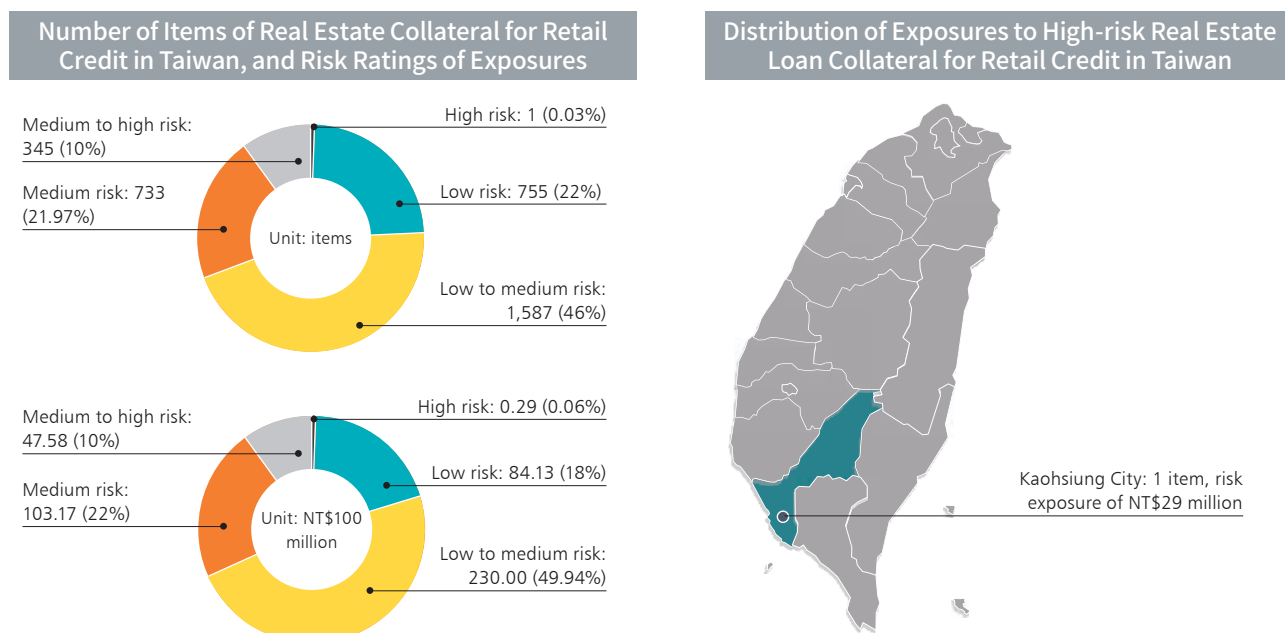 Number of Items of Real Estate Collateral for Retail
Credit in Taiwan, and Risk Ratings of Exposures
High risk: 1 (0.03%)
Medium to high risk:
345 (10%)
Medium risk: 733
(21.97%)
Low risk: 755 (22%)
Unit: items
Low to medium risk:
1,587 (46%)
High risk: 0.29 (0.06%)
Medium to high risk:
47.58 (10%)
Low risk: 84.13 (18%)
Medium risk:
103.17 (22%)
Unit: NT$100
million
Low to medium risk:
230.00 (49.94%)
Distribution of Exposures to High-risk Real Estate
Loan Collateral for Retail Credit in Taiwan
Kaohsiung City: 1 item, risk
exposure of NT$29 million